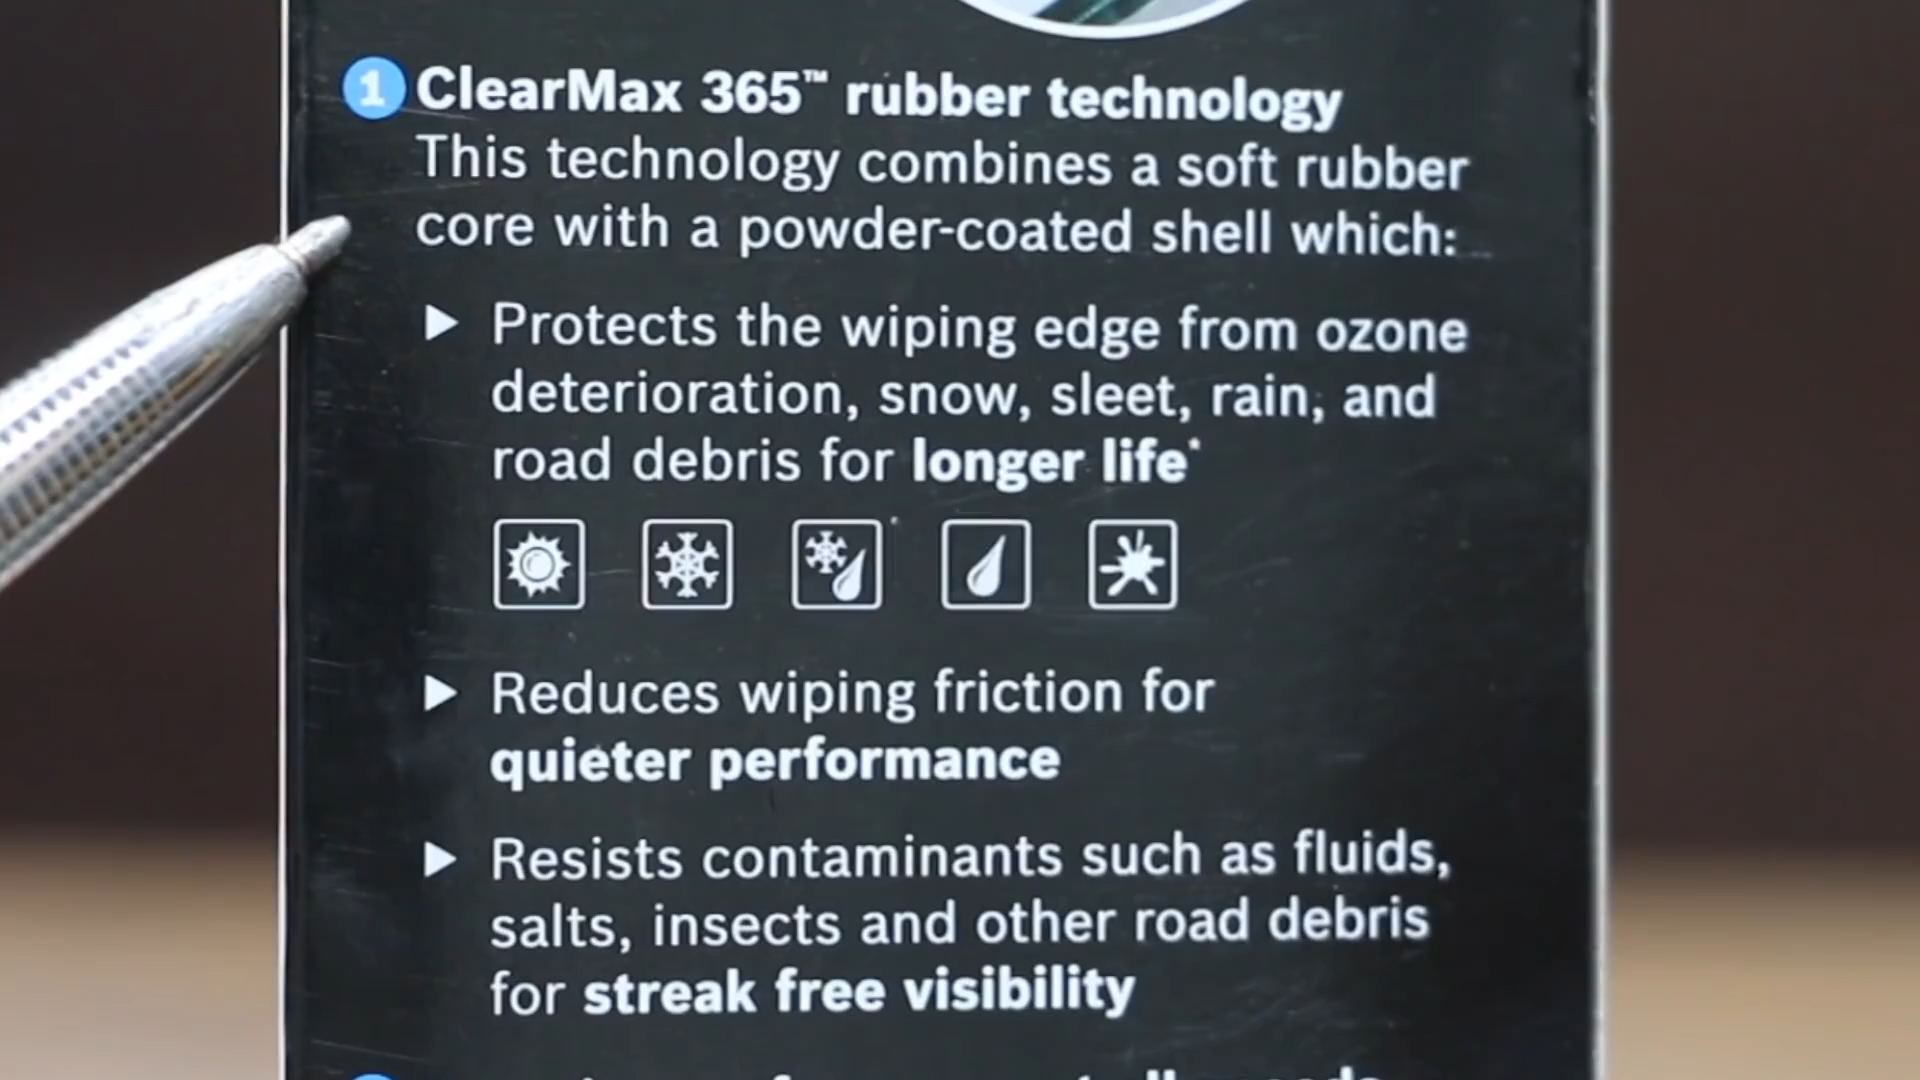 1 ClearMax 365™ rubber technology
This technology combines a soft rubber
core with a powder-coated shell which:
▶ Protects the wiping edge from ozone
deterioration, snow, sleet, rain, and
road debris for longer life*
▶ Reduces wiping friction for
quieter performance
▶ Resists contaminants such as fluids,
salts, insects and other road debris
for streak free visibility